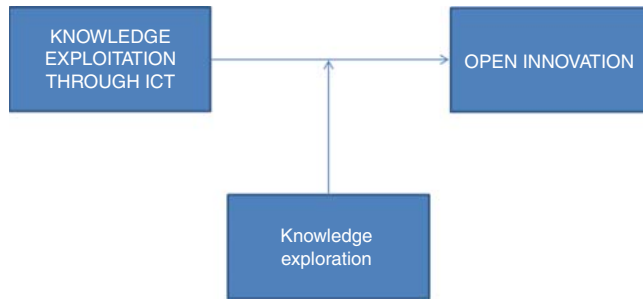 KNOWLEDGE
EXPLOITATION
THROUGH ICT
OPEN INNOVATION
Knowledge
exploration